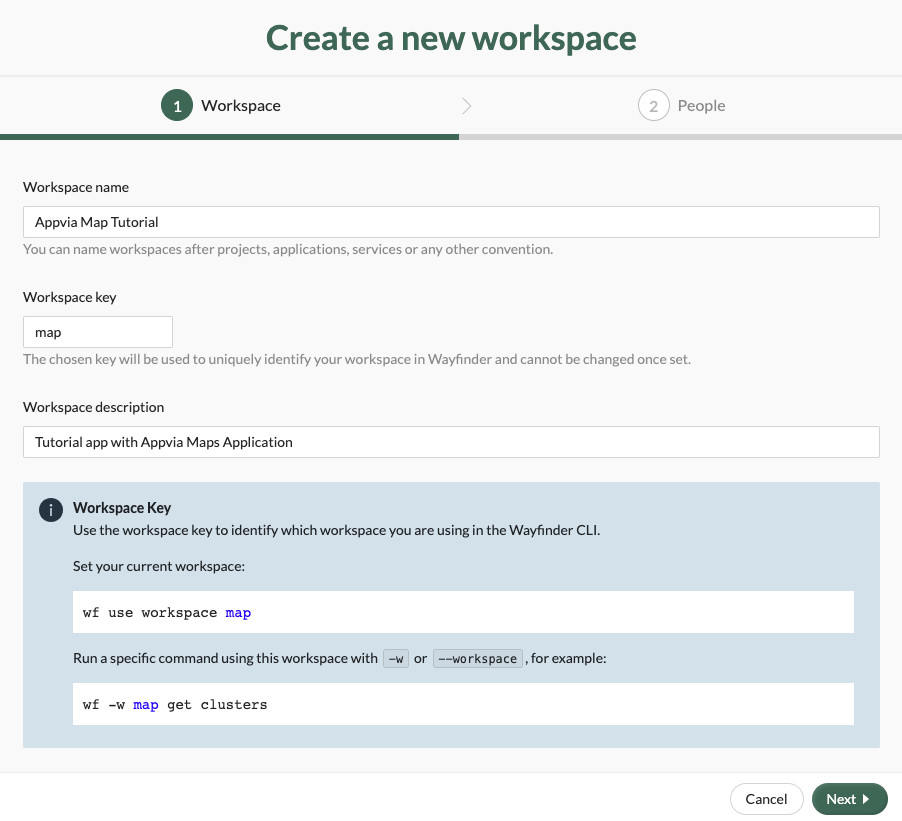 Create a new workspace
1 Workspace
2 People
Workspace name
Appvia Map Tutorial
You can name workspaces after projects, applications, services or any other convention.
Workspace key
map
The chosen key will be used to uniquely identify your workspace in Wayfinder and cannot be changed once set.
Workspace description
Tutorial app with Appvia Maps Application
i Workspace Key
Use the workspace key to identify which workspace you are using in the Wayfinder CLI.
Set your current workspace:
wf use workspace map
Run a specific command using this workspace with -w or --workspace , for example:
wf -w map get clusters
Cancel Next